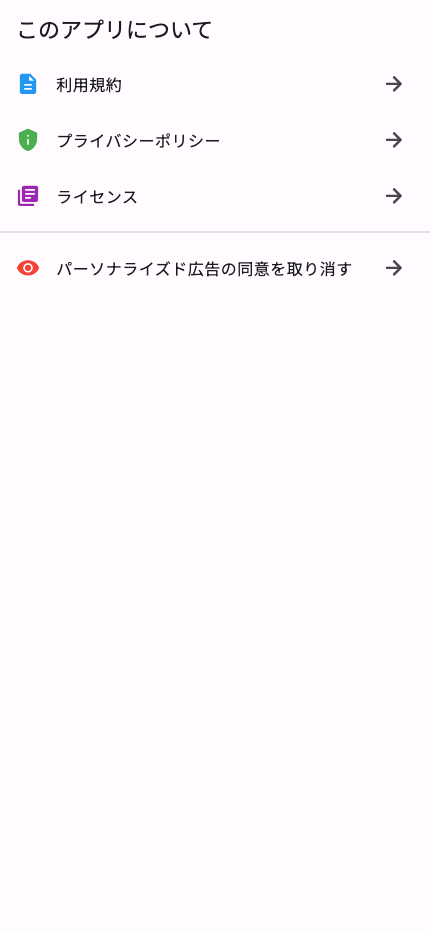 このアプリについて
利用規約
プライバシーポリシー
ライセンス
パーソナライズド広告の同意を取り消す